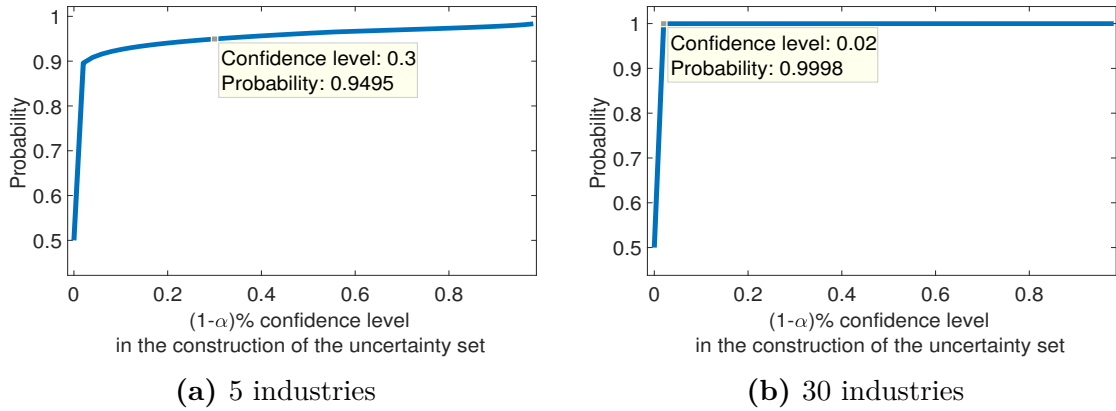 1
0.9
0.8
0.7
0.6
0.5
Probability
Confidence level: 0.3
Probability: 0.9495
0 0.2 0.4 0.6 0.8
(1-α)% confidence level
in the construction of the uncertainty set
(a) 5 industries
1
0.9
0.8
0.7
0.6
0.5
Probability
Confidence level: 0.02
Probability: 0.9998
0 0.2 0.4 0.6 0.8
(1-α)% confidence level
in the construction of the uncertainty set
(b) 30 industries